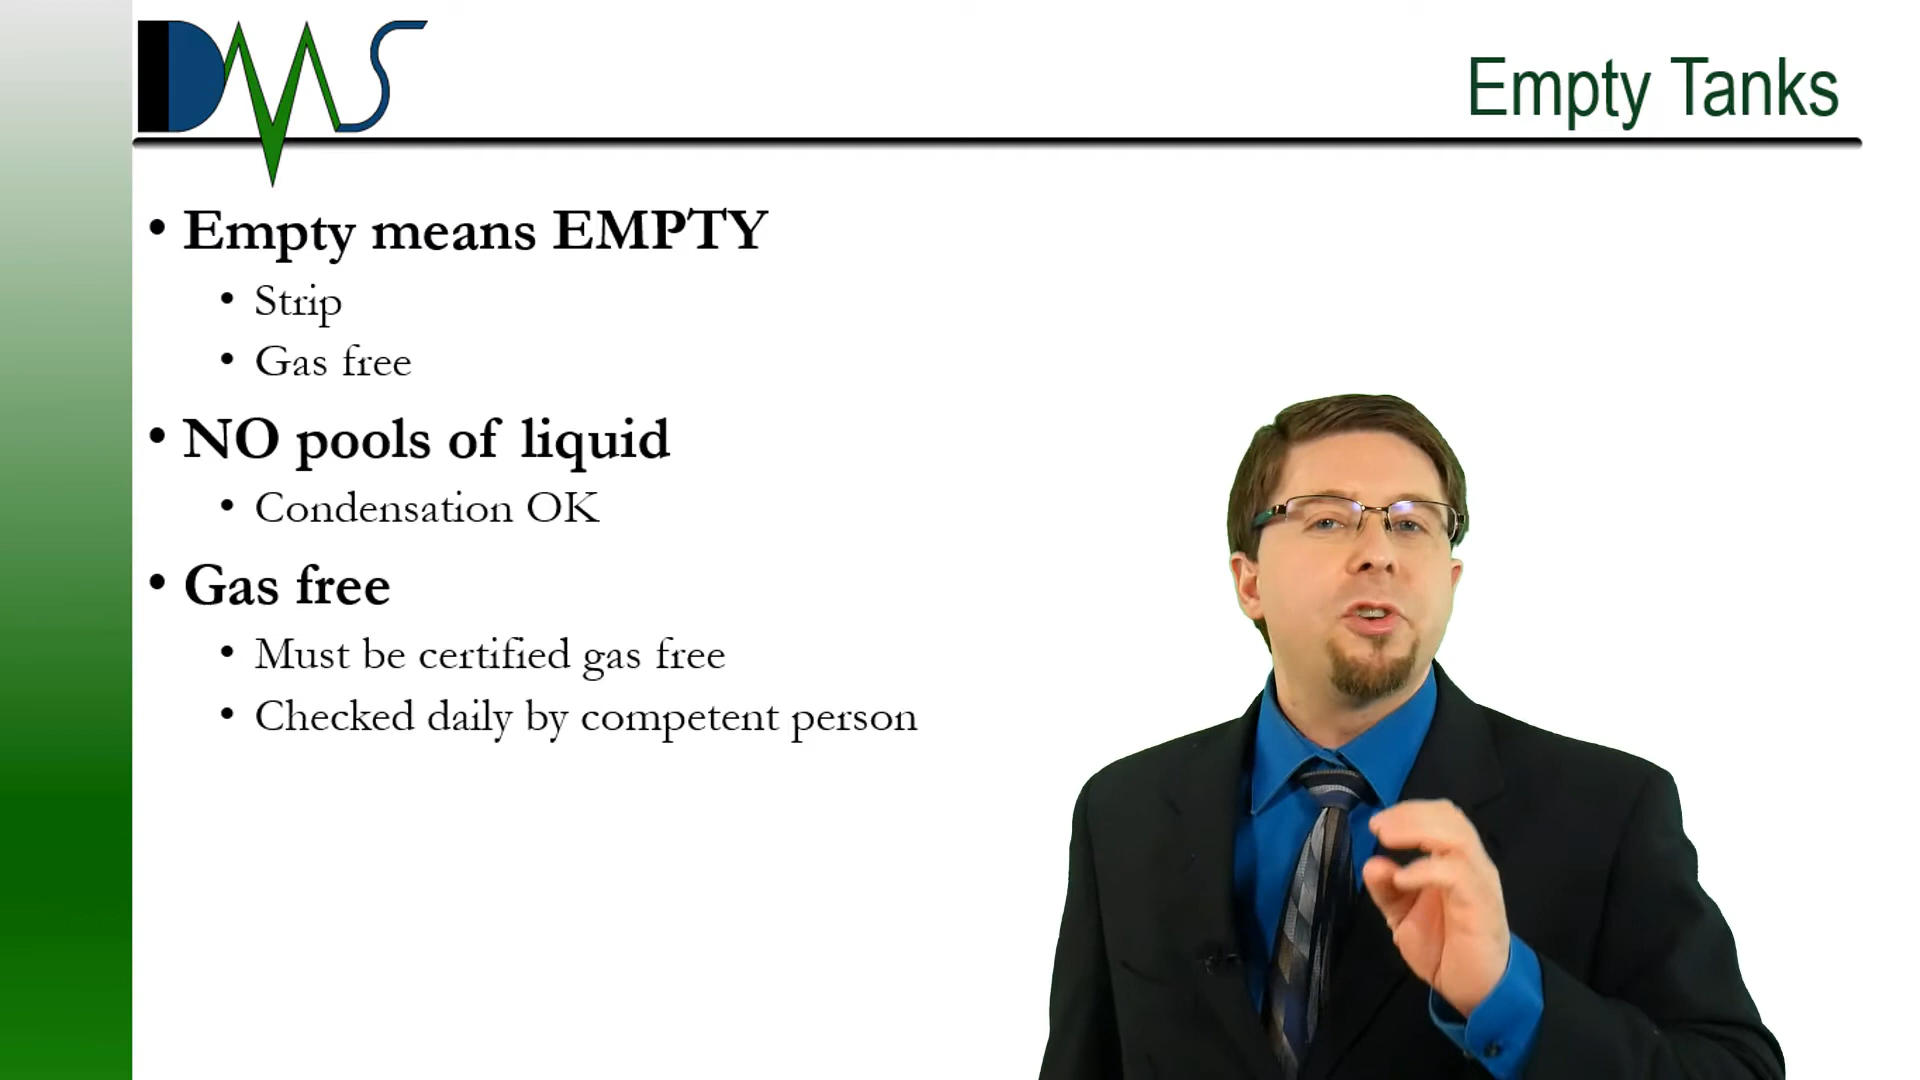 DMS
Empty Tanks
• Empty means EMPTY
• Strip
• Gas free
• NO pools of liquid
• Condensation OK
• Gas free
• Must be certified gas free
• Checked daily by competent person